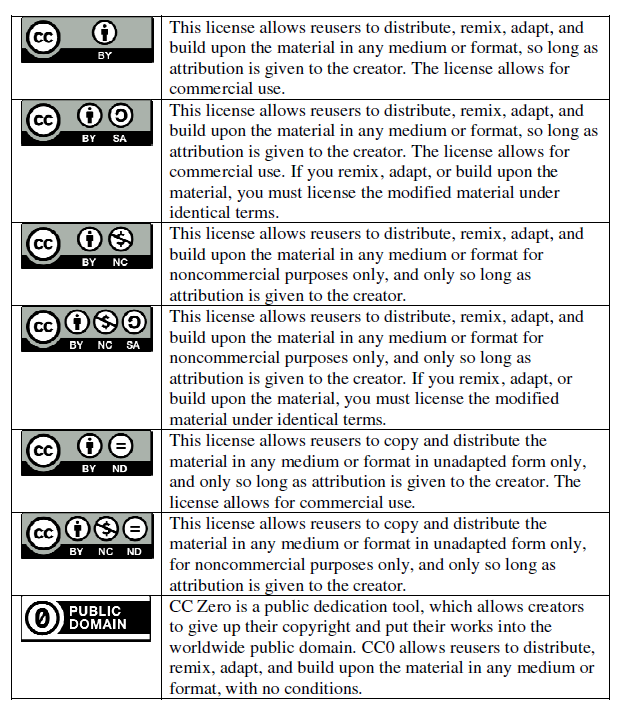 cc
BY
This license allows reusers to distribute, remix, adapt, and
build upon the material in any medium or format, so long as
attribution is given to the creator. The license allows for
commercial use.
cc
BY SA
This license allows reusers to distribute, remix, adapt, and
build upon the material in any medium or format, so long as
attribution is given to the creator. The license allows for
commercial use. If you remix, adapt, or build upon the
material, you must license the modified material under
identical terms.
cc
BY NC
This license allows reusers to distribute, remix, adapt, and
build upon the material in any medium or format for
noncommercial purposes only, and only so long as
attribution is given to the creator.
cc
BY NC SA
This license allows reusers to distribute, remix, adapt, and
build upon the material in any medium or format for
noncommercial purposes only, and only so long as
attribution is given to the creator. If you remix, adapt, or
build upon the material, you must license the modified
material under identical terms.
cc
BY ND
This license allows reusers to copy and distribute the
material in any medium or format in unadapted form only,
and only so long as attribution is given to the creator. The
license allows for commercial use.
cc
BY NC ND
This license allows reusers to copy and distribute the
material in any medium or format in unadapted form only,
for noncommercial purposes only, and only so long as
attribution is given to the creator.
0 PUBLIC
DOMAIN
CC Zero is a public dedication tool, which allows creators
to give up their copyright and put their works into the
worldwide public domain. CC0 allows reusers to distribute,
remix, adapt, and build upon the material in any medium or
format, with no conditions.